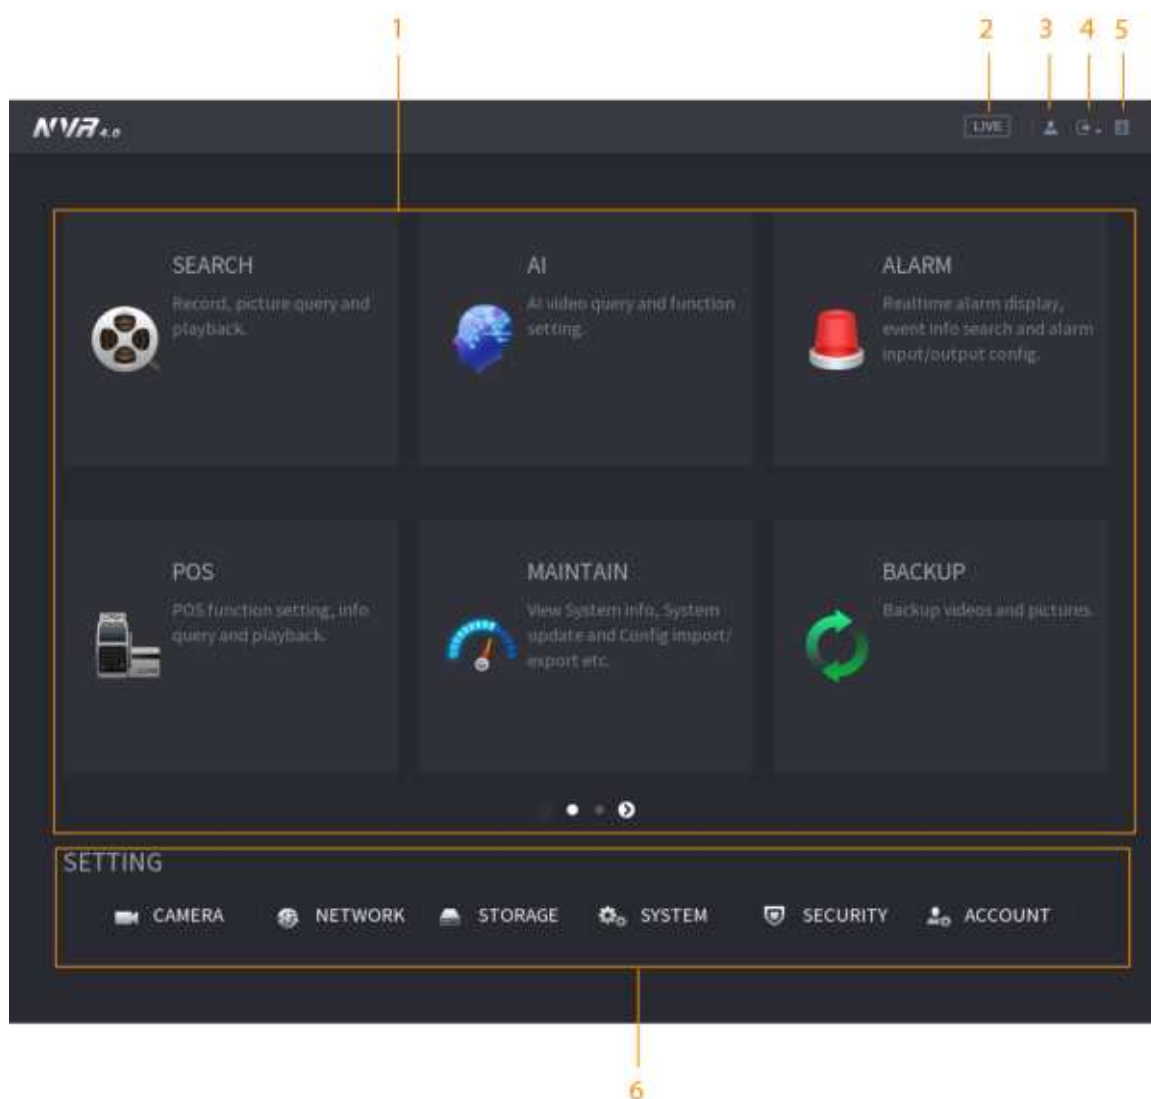 1
2 3 4 5
NVR 4.0
LIVE
SEARCH
Record, picture query and
playback.
AI
AI video query and function
setting.
ALARM
Realtime alarm display,
event info search and alarm
input/output config.
POS
POS function setting, info
query and playback.
MAINTAIN
View System info, System
update and Config import/
export etc.
BACKUP
Backup videos and pictures.
SETTING
CAMERA NETWORK STORAGE SYSTEM SECURITY ACCOUNT
6